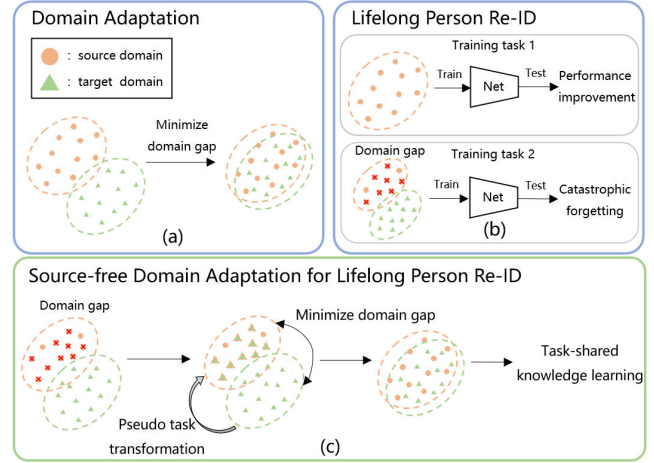 Domain Adaptation
: source domain
: target domain
Minimize
domain gap
(a)
Lifelong Person Re-ID
Training task 1
Train
Net
Test
Performance
improvement
Domain gap
Training task 2
Train
Net
Test
Catastrophic
forgetting
(b)
Source-free Domain Adaptation for Lifelong Person Re-ID
Domain gap
Minimize domain gap
Pseudo task
transformation
Task-shared
knowledge learning
(c)